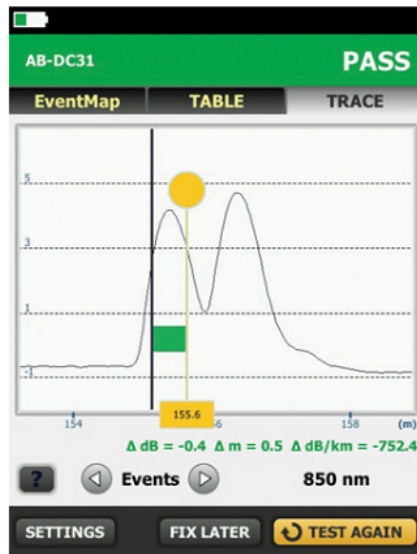 AB-DC31 PASS
EventMap TABLE TRACE
5
3
1
-1
155.6
154 56 158 (m)
Δ dB = -0.4 Δ m = 0.5 Δ dB/km = -752.4
? Events 850 nm
SETTINGS FIX LATER TEST AGAIN